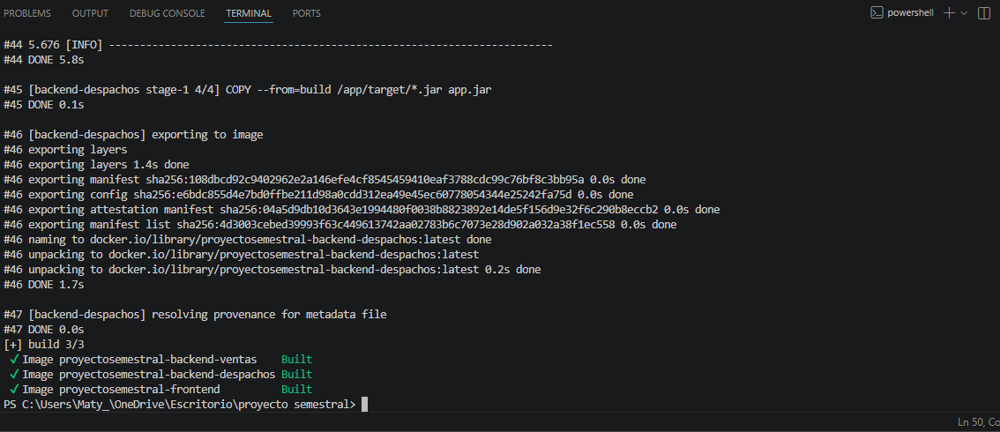 PROBLEMS OUTPUT DEBUG CONSOLE TERMINAL PORTS powershell
#44 5.676 [INFO] ------------------------------------------------------------------------
#44 DONE 5.8s
#45 [backend-despachos stage-1 4/4] COPY --from=build /app/target/*.jar app.jar
#45 DONE 0.1s
#46 [backend-despachos] exporting to image
#46 exporting layers
#46 exporting layers 1.4s done
#46 exporting manifest sha256:108dbcd92c9402962e2a146efe4cf8545459410eaf3788cdc99c76bf8c3bb95a 0.0s done
#46 exporting config sha256:e6bdc855d4e7bd0ffbe211d98a0cdd312ea49e45ec60778054344e25242fa75d 0.0s done
#46 exporting attestation manifest sha256:04a5d9db10d3643e1994480f0038b8823892e14de5f156d9e32f6c290b8eccb2 0.0s done
#46 exporting manifest list sha256:4d3003cebed39993f63c449613742aa02783b6c7073e28d902a032a38f1ec558 0.0s done
#46 naming to docker.io/library/proyectosemestral-backend-despachos:latest done
#46 unpacking to docker.io/library/proyectosemestral-backend-despachos:latest
#46 unpacking to docker.io/library/proyectosemestral-backend-despachos:latest 0.2s done
#46 DONE 1.7s
#47 [backend-despachos] resolving provenance for metadata file
#47 DONE 0.0s
[+] build 3/3
✓ Image proyectosemestral-backend-ventas Built
✓ Image proyectosemestral-backend-despachos Built
✓ Image proyectosemestral-frontend Built
PS C:\Users\Maty_\OneDrive\Escritorio\proyecto semestral>
Ln 50, Co